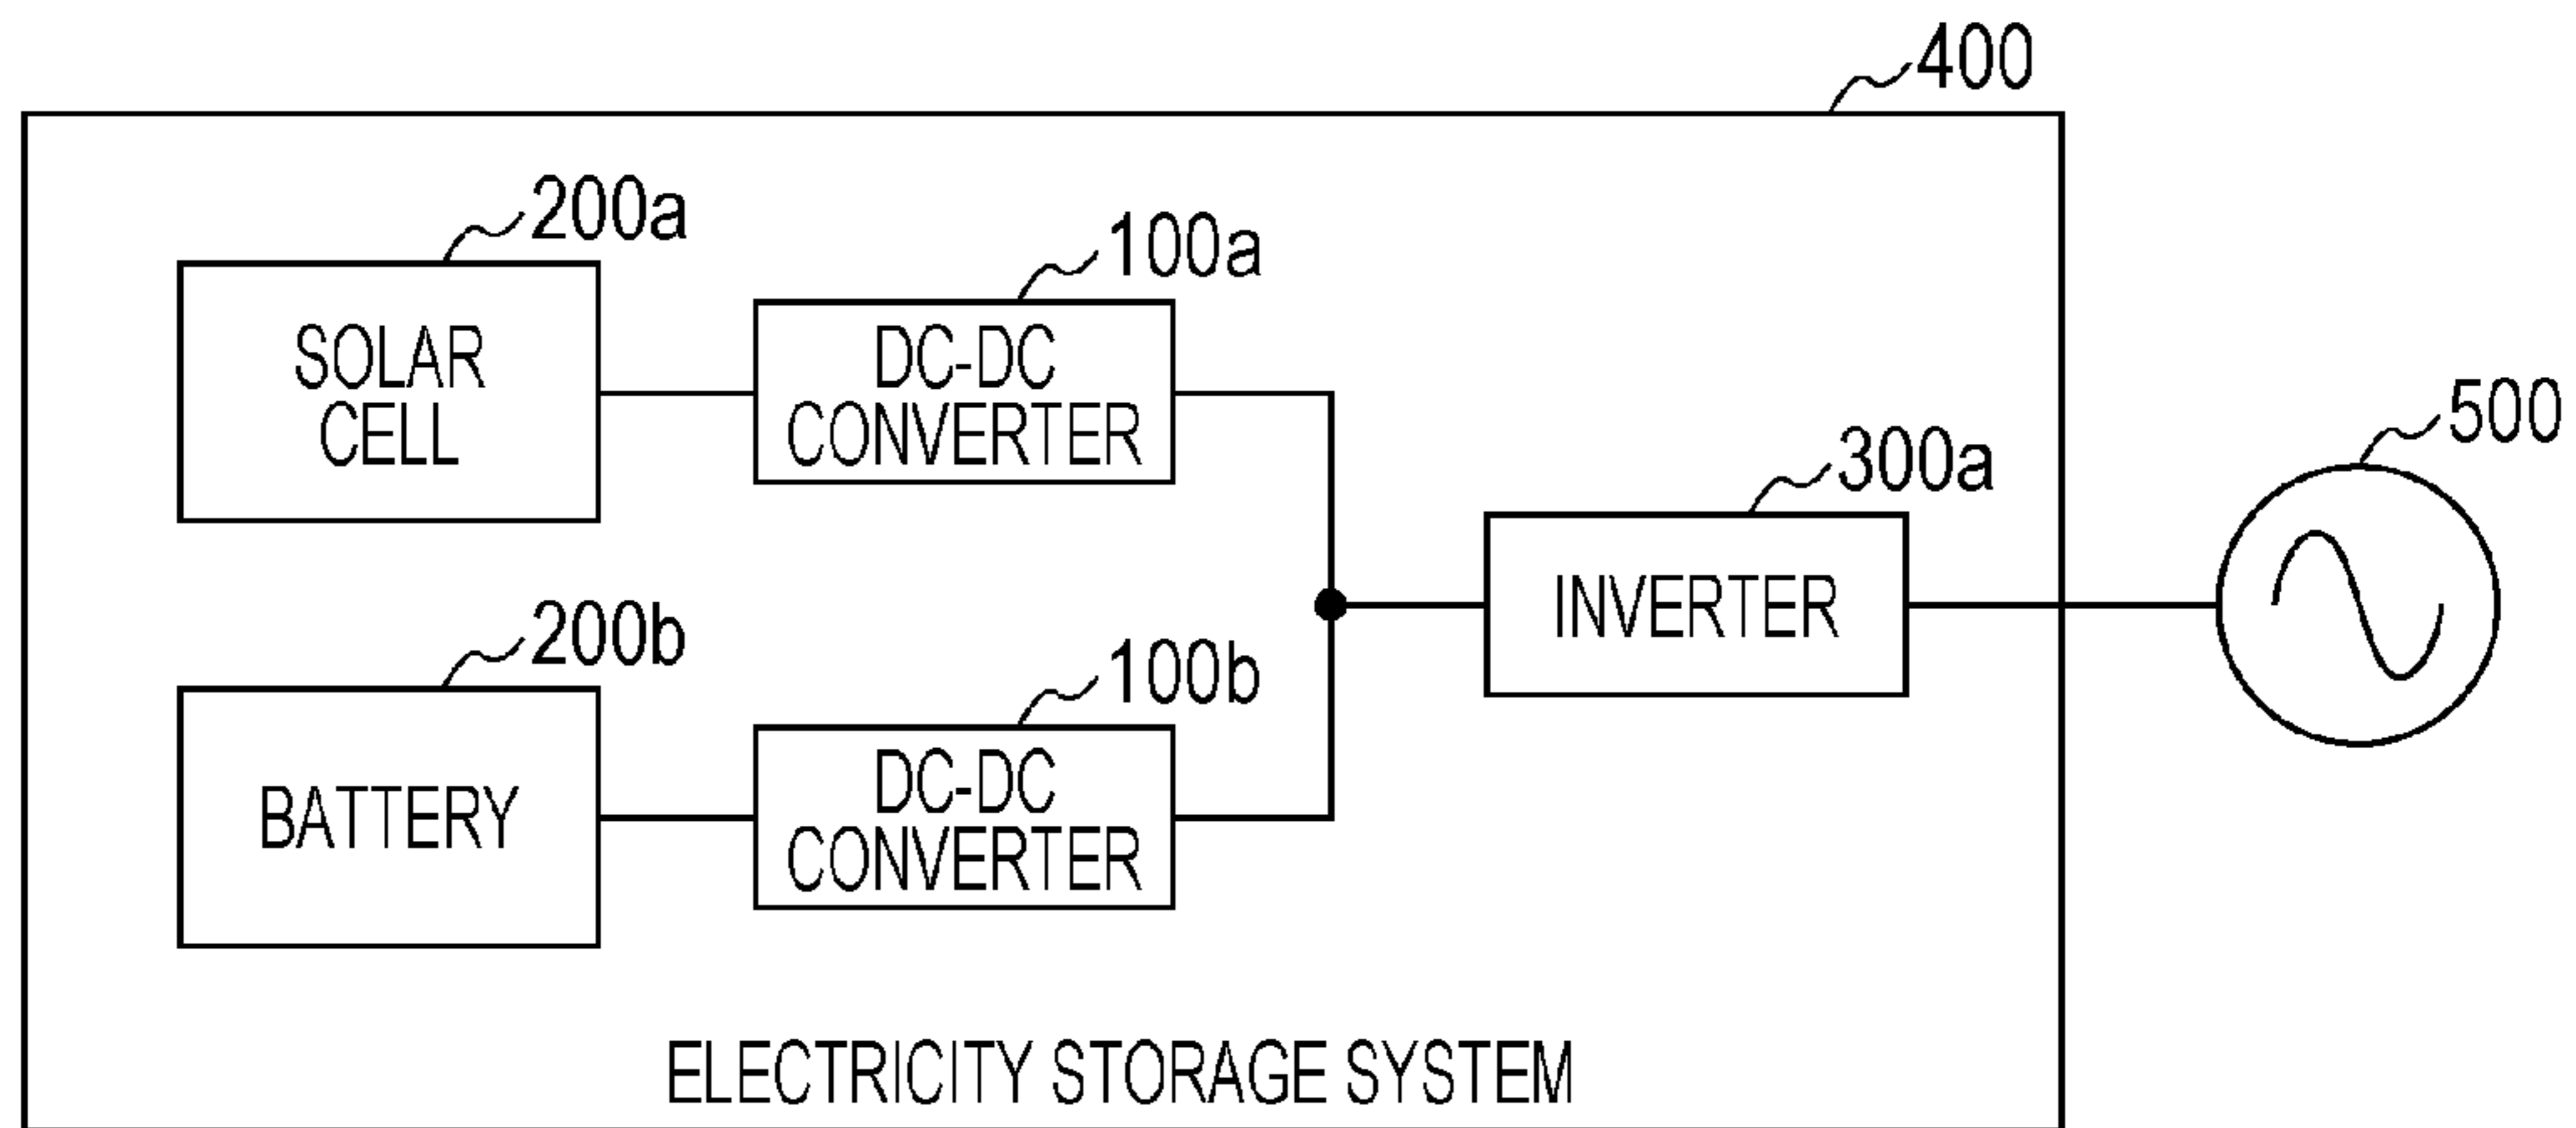 400
200a
SOLAR
CELL
100a
DC-DC
CONVERTER
300a
INVERTER
500
200b
BATTERY
100b
DC-DC
CONVERTER
ELECTRICITY STORAGE SYSTEM